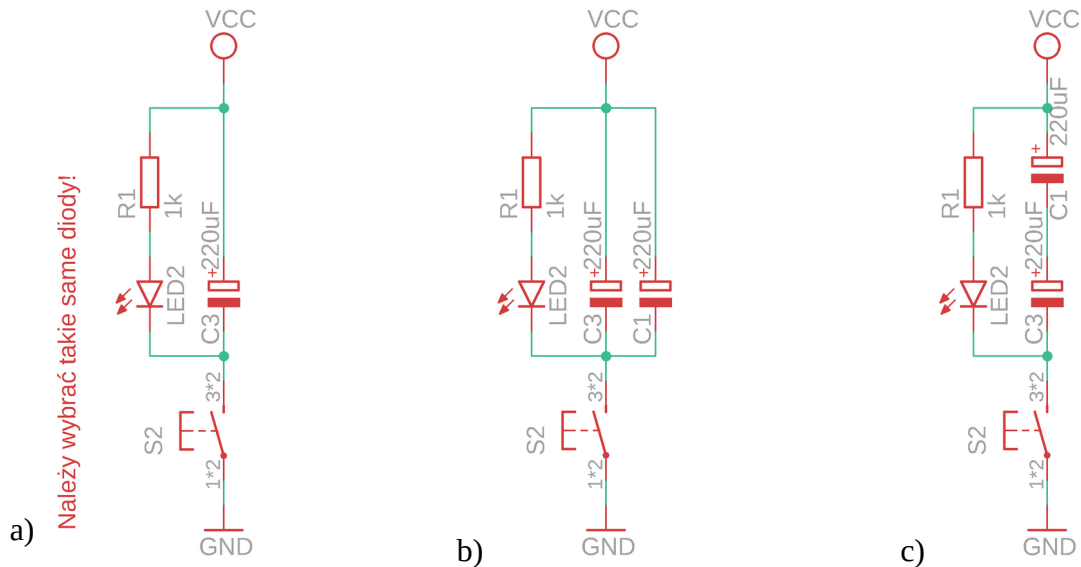 Należy wybrać takie same diody!
VCC
R1
1k
220uF
+
LED2
C3
3*2
S2
1*2
GND
a)
VCC
R1
1k
220uF
+
220uF
+
LED2
C3
C1
3*2
S2
1*2
GND
b)
VCC
220uF
+
R1
1k
C1
220uF
+
LED2
C3
3*2
S2
1*2
GND
c)